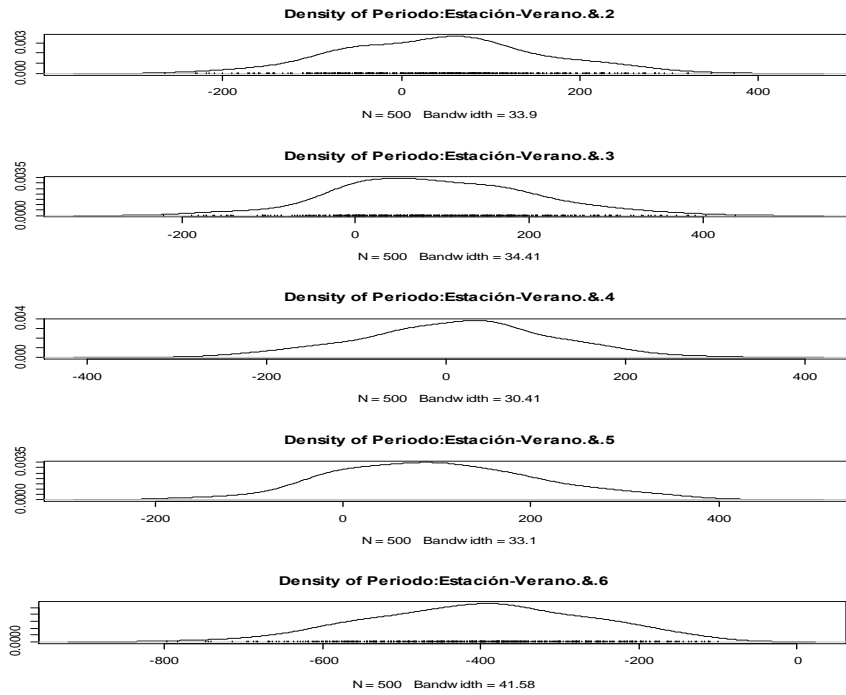 Density of Periodo:Estación-Verano.&.2
0.000 0.003
-200 0 200 400
N = 500 Bandwidth = 33.9
Density of Periodo:Estación-Verano.&.3
0.0000 0.0035
-200 0 200 400
N = 500 Bandwidth = 34.41
Density of Periodo:Estación-Verano.&.4
0.000 0.004
-400 -200 0 200 400
N = 500 Bandwidth = 30.41
Density of Periodo:Estación-Verano.&.5
0.0000 0.0035
-200 0 200 400
N = 500 Bandwidth = 33.1
Density of Periodo:Estación-Verano.&.6
0.0000
-800 -600 -400 -200 0
N = 500 Bandwidth = 41.58